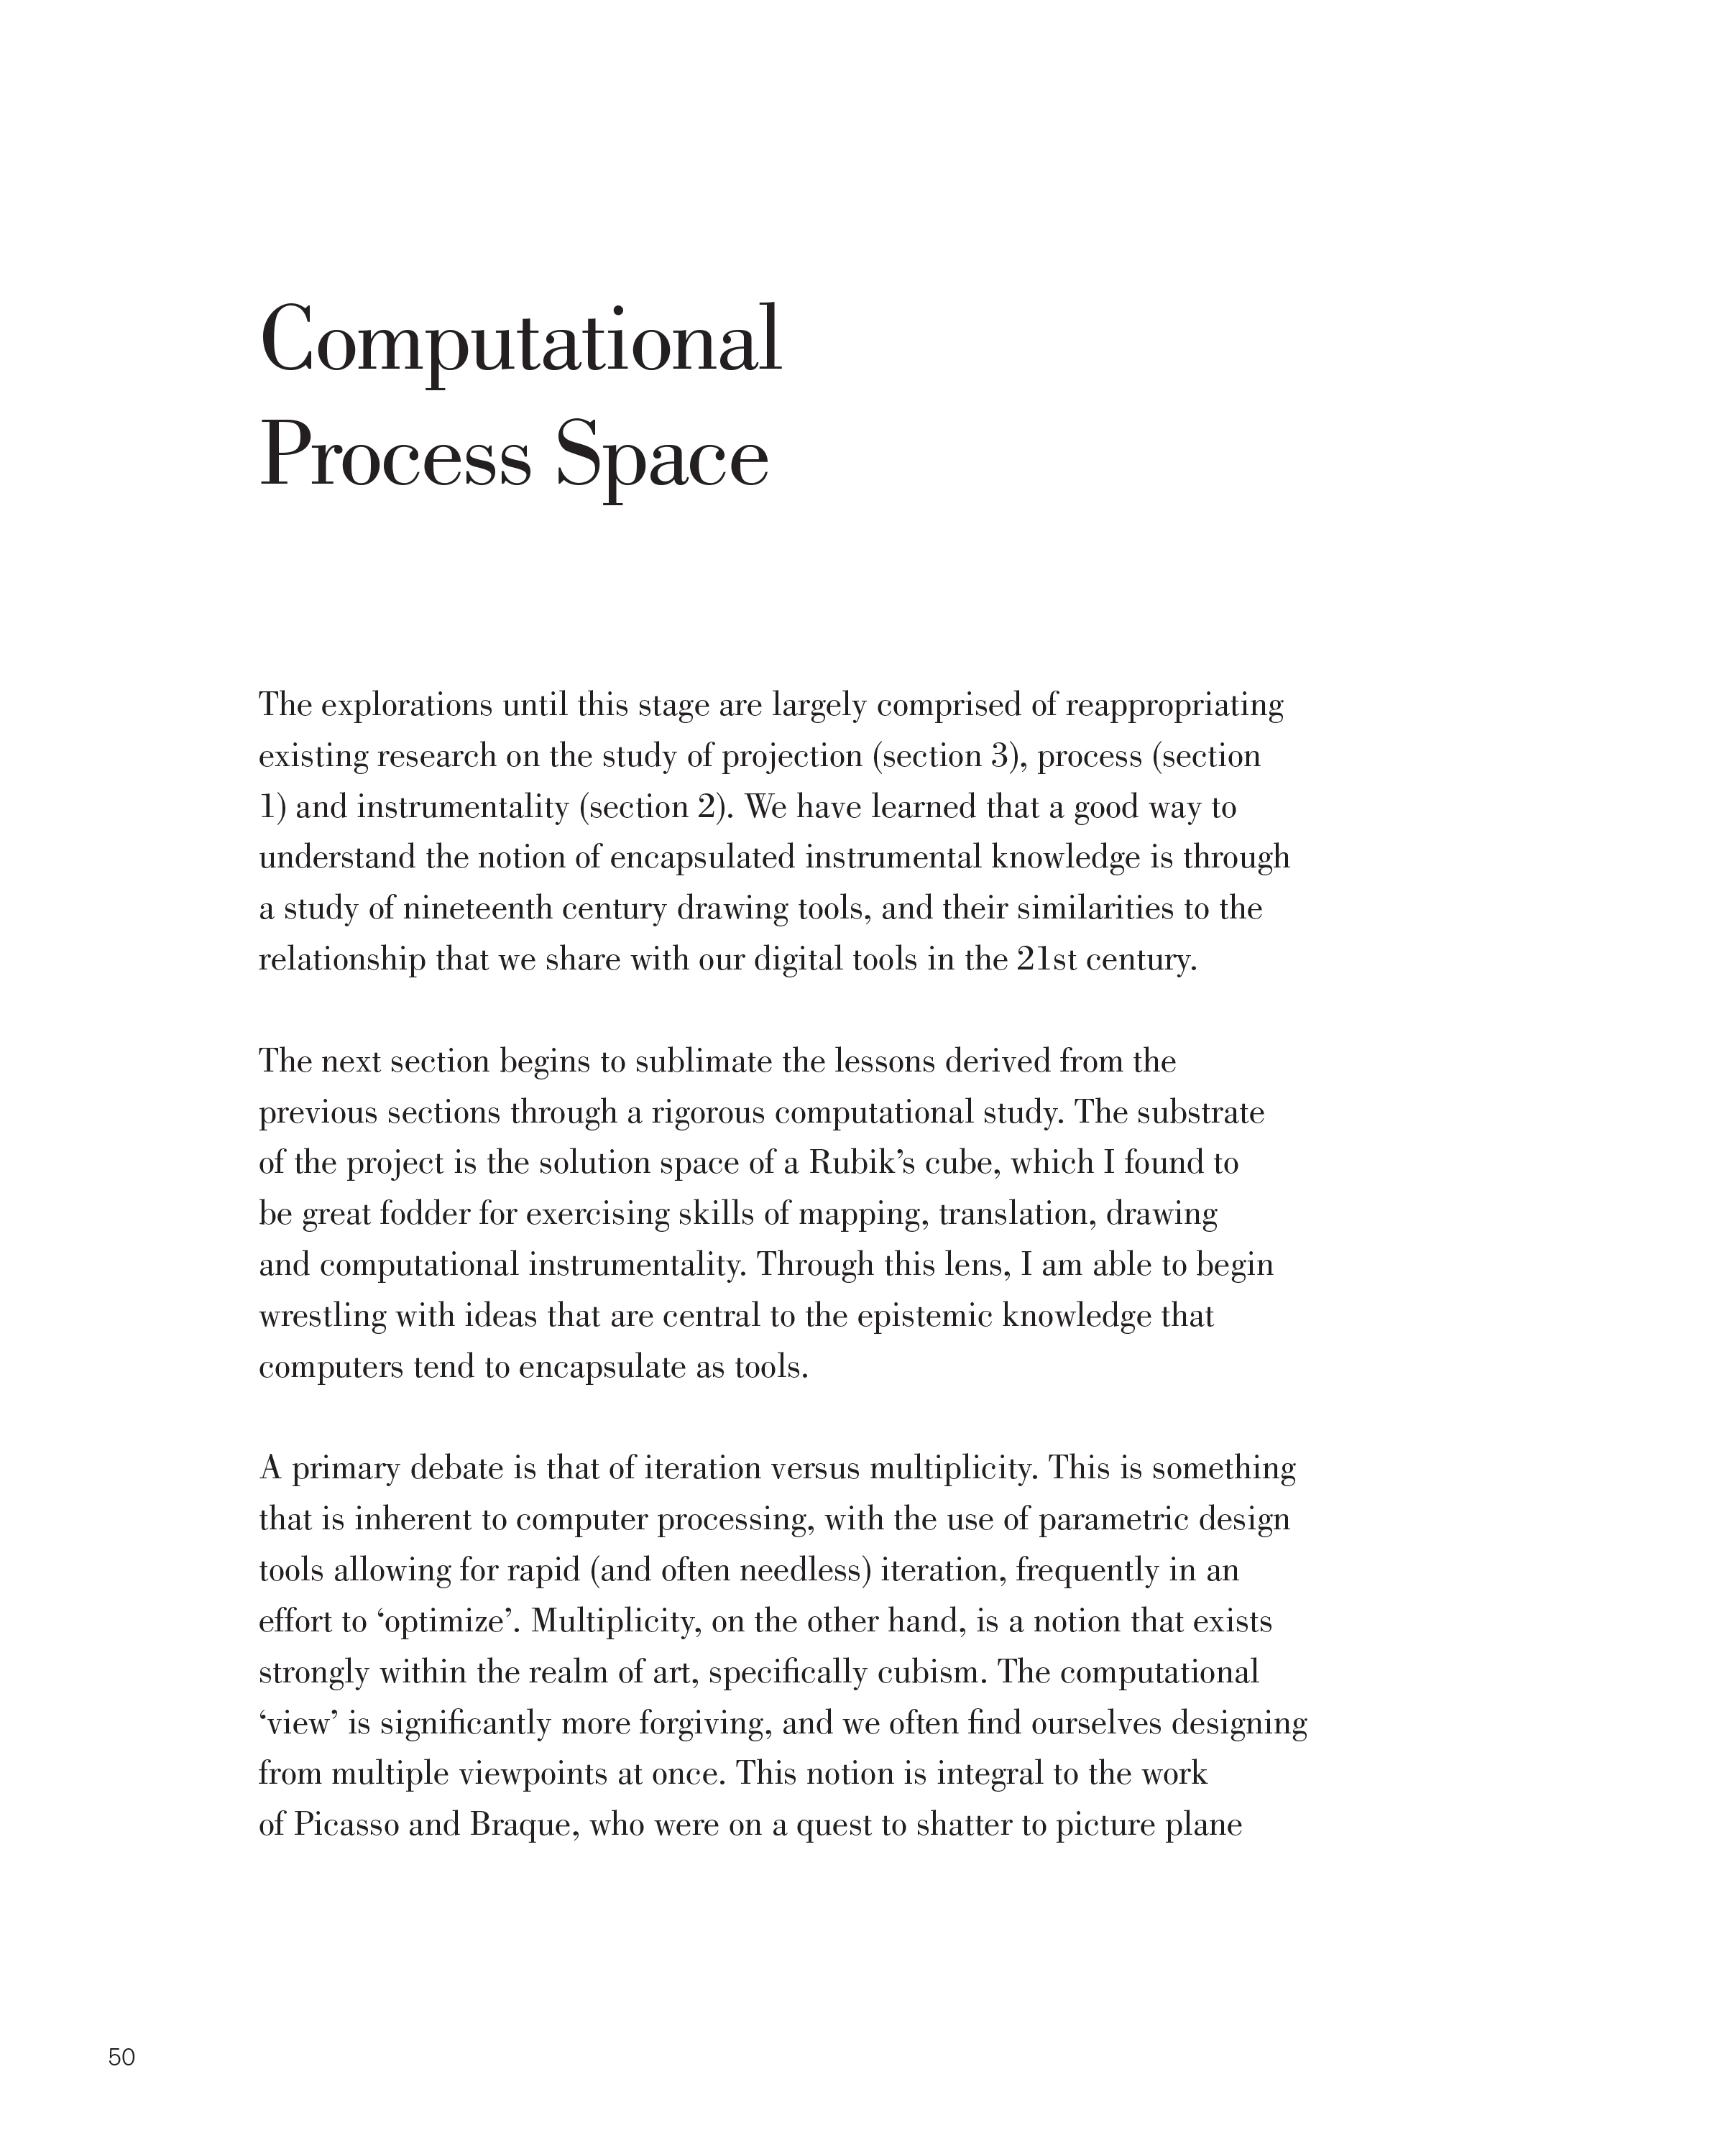 Computational
Process Space
The explorations until this stage are largely comprised of reappropriating
existing research on the study of projection (section 3), process (section
1) and instrumentality (section 2). We have learned that a good way to
understand the notion of encapsulated instrumental knowledge is through
a study of nineteenth century drawing tools, and their similarities to the
relationship that we share with our digital tools in the 21st century.
The next section begins to sublimate the lessons derived from the
previous sections through a rigorous computational study. The substrate
of the project is the solution space of a Rubik’s cube, which I found to
be great fodder for exercising skills of mapping, translation, drawing
and computational instrumentality. Through this lens, I am able to begin
wrestling with ideas that are central to the epistemic knowledge that
computers tend to encapsulate as tools.
A primary debate is that of iteration versus multiplicity. This is something
that is inherent to computer processing, with the use of parametric design
tools allowing for rapid (and often needless) iteration, frequently in an
effort to ‘optimize’. Multiplicity, on the other hand, is a notion that exists
strongly within the realm of art, specifically cubism. The computational
‘view’ is significantly more forgiving, and we often find ourselves designing
from multiple viewpoints at once. This notion is integral to the work
of Picasso and Braque, who were on a quest to shatter to picture plane
50